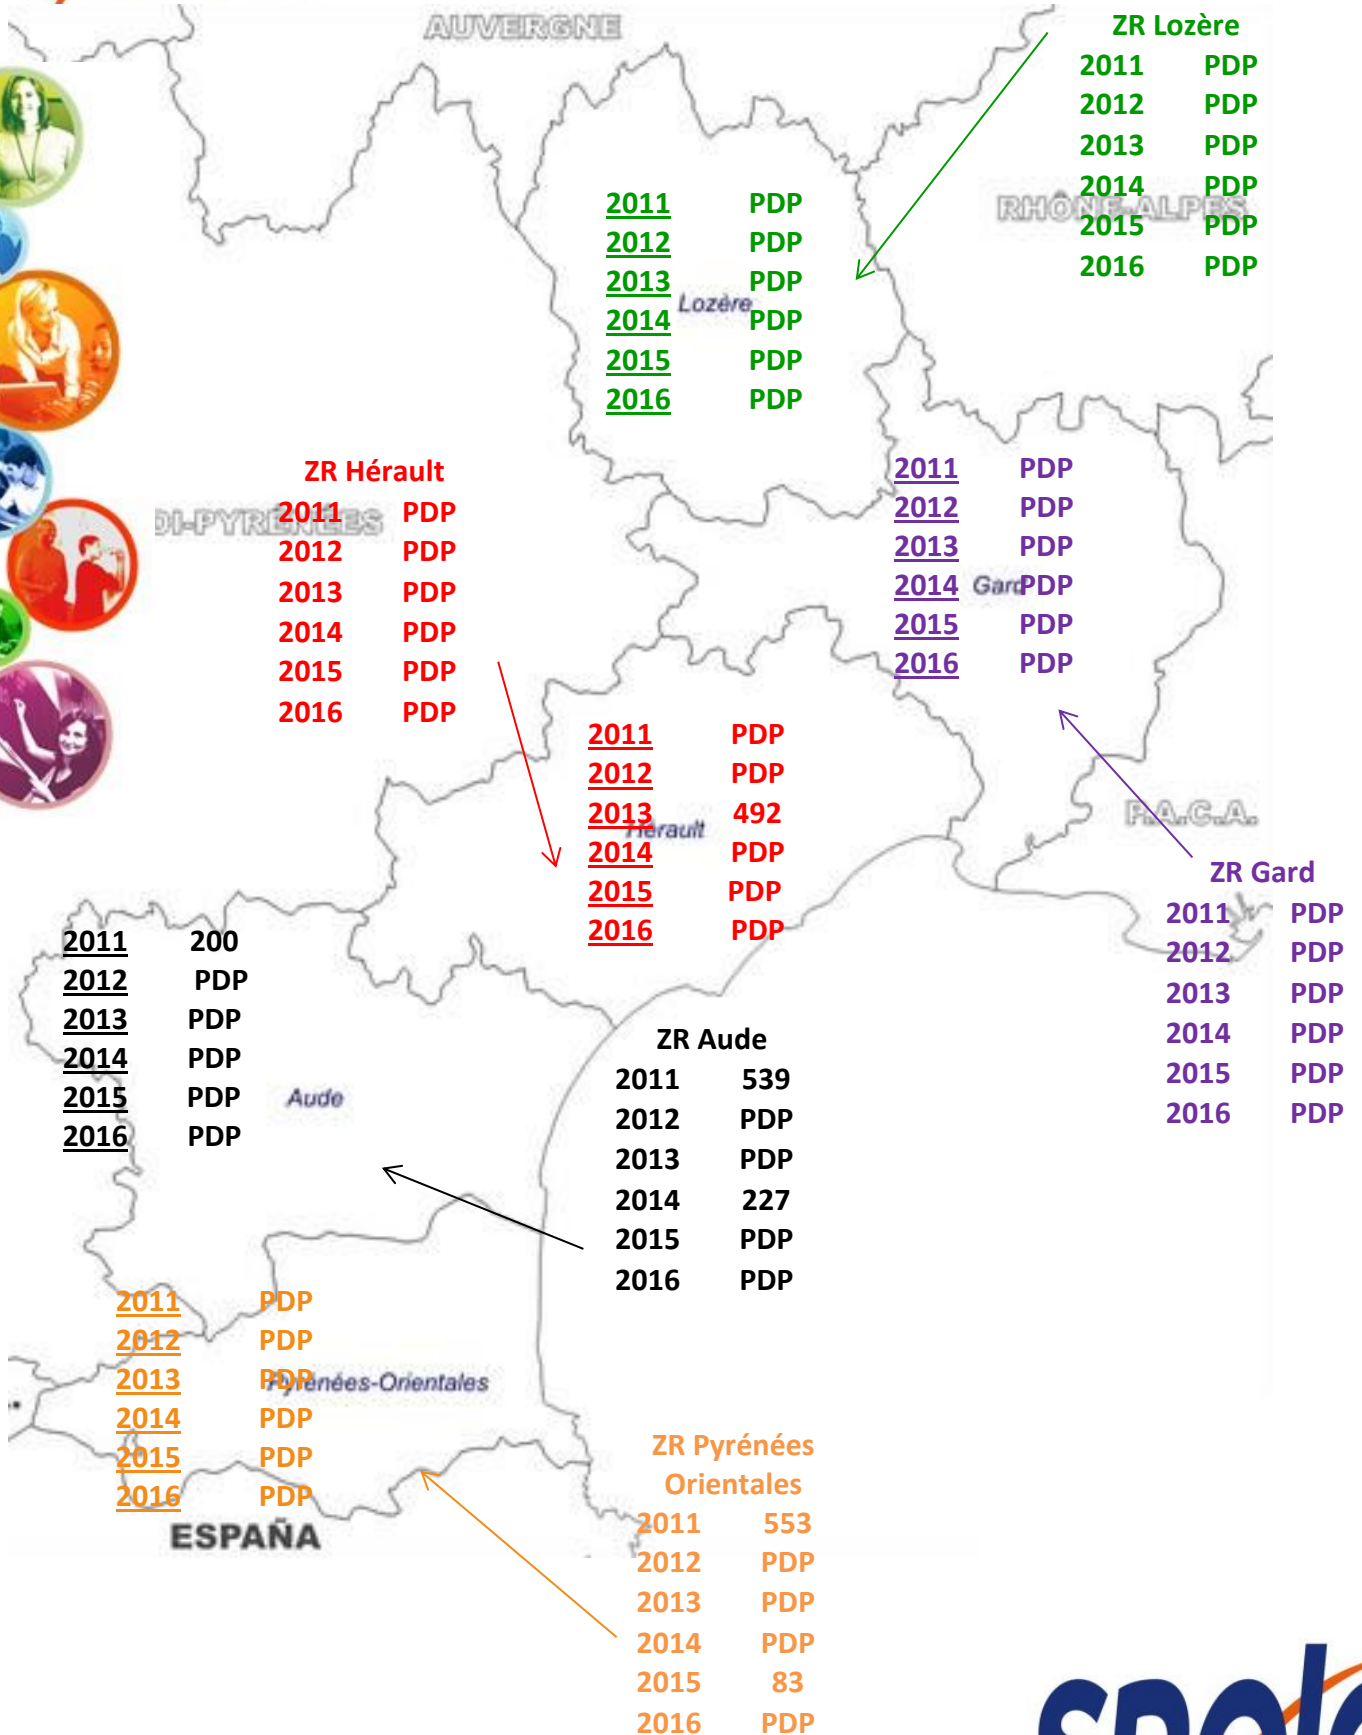 AUVERGNE
ZR Lozère
2011 PDP
2012 PDP
2013 PDP
2014 PDP
RHÔNE-ALPES
2015 PDP
2016 PDP
2011 PDP
2012 PDP
2013 PDP
Lozère
2014 PDP
2015 PDP
2016 PDP
ZR Hérault
2011 PDP
DI-PYRÉNÉES
2012 PDP
2013 PDP
2014 PDP
2015 PDP
2016 PDP
2011 PDP
2012 PDP
2013 PDP
2014 PDP
Gard
2015 PDP
2016 PDP
2011 PDP
2012 PDP
2013 492
Hérault
2014 PDP
2015 PDP
2016 PDP
P.A.C.A.
ZR Gard
2011 PDP
2012 PDP
2013 PDP
2014 PDP
2015 PDP
2016 PDP
2011 200
2012 PDP
2013 PDP
2014 PDP
2015 PDP
Aude
2016 PDP
ZR Aude
2011 539
2012 PDP
2013 PDP
2014 227
2015 PDP
2016 PDP
2011 PDP
2012 PDP
2013 PDP
Pyrénées-Orientales
2014 PDP
2015 PDP
2016 PDP
ESPAÑA
ZR Pyrénées
Orientales
2011 553
2012 PDP
2013 PDP
2014 PDP
2015 83
2016 PDP